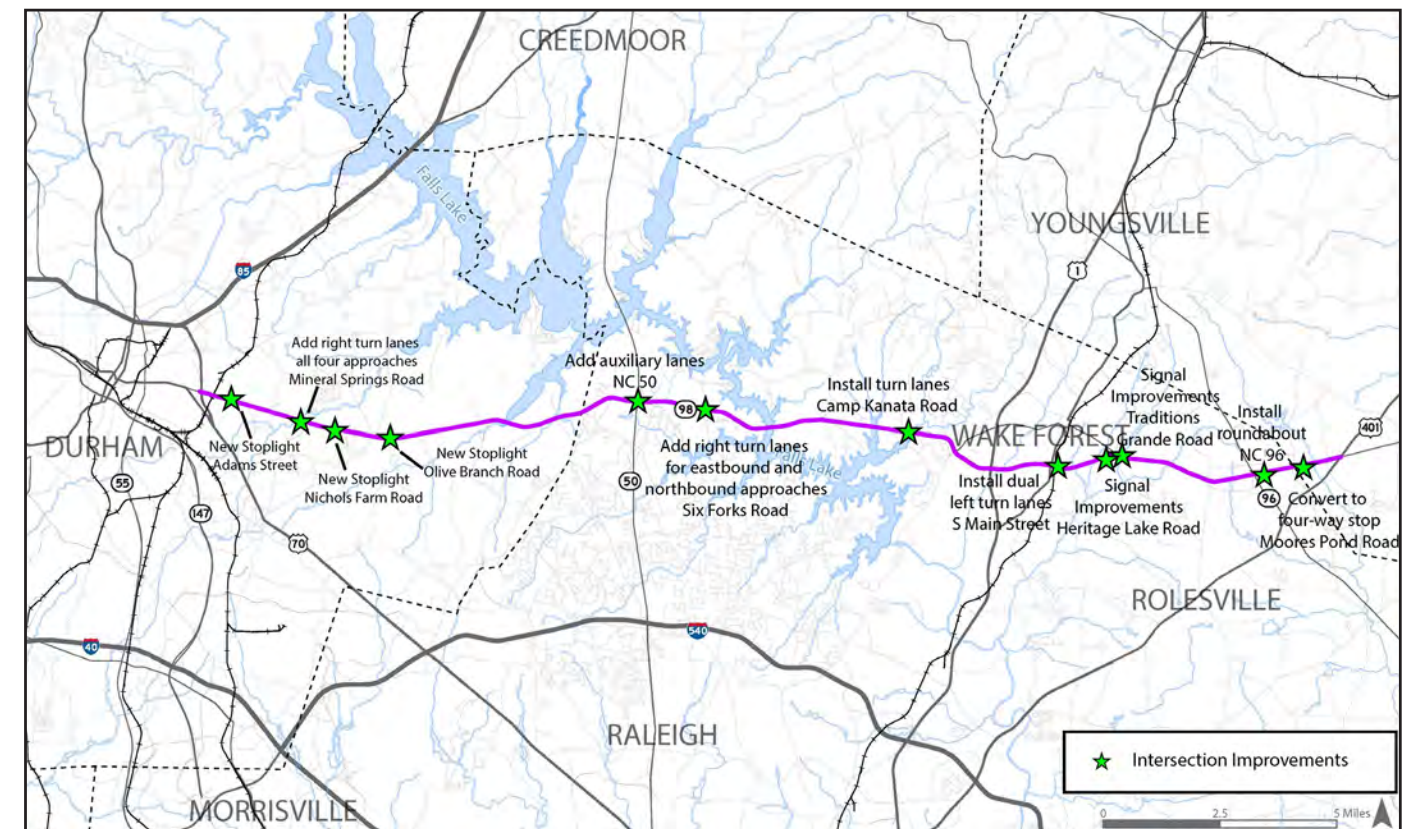 CREEDMOOR
Falls Lake
YOUNGSVILLE
1
85
Add right turn lanes
all four approaches
Mineral Springs Road
Add auxiliary lanes
NC 50
98
Install turn lanes
Camp Kanata Road
Signal
Improvements
Traditions
Grande Road
Install
roundabout
NC 96
401
DURHAM
New Stoplight
Adams Street
New Stoplight
Nichols Farm Road
New Stoplight
Olive Branch Road
Add right turn lanes
for eastbound and
northbound approaches
Six Forks Road
Falls Lake
WAKE FOREST
Install dual
left turn lanes
S Main Street
Signal
Improvements
Heritage Lake Road
96
Convert to
four-way stop
Moores Pond Road
55
147
70
50
ROLESVILLE
40
540
RALEIGH
MORRISVILLE
Intersection Improvements
0 2.5 5 Miles